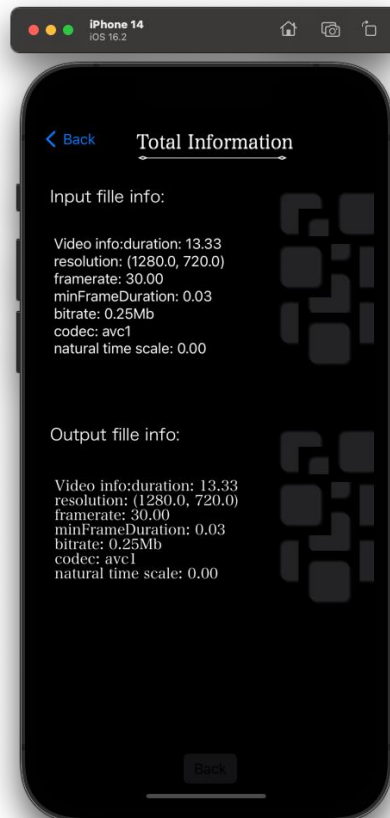 iPhone 14
iOS 16.2
Back
Total Information
Input fille info:
Video info:duration: 13.33
resolution: (1280.0, 720.0)
framerate: 30.00
minFrameDuration: 0.03
bitrate: 0.25Mb
codec: avc1
natural time scale: 0.00
Output fille info:
Video info:duration: 13.33
resolution: (1280.0, 720.0)
framerate: 30.00
minFrameDuration: 0.03
bitrate: 0.25Mb
codec: avc1
natural time scale: 0.00
Back